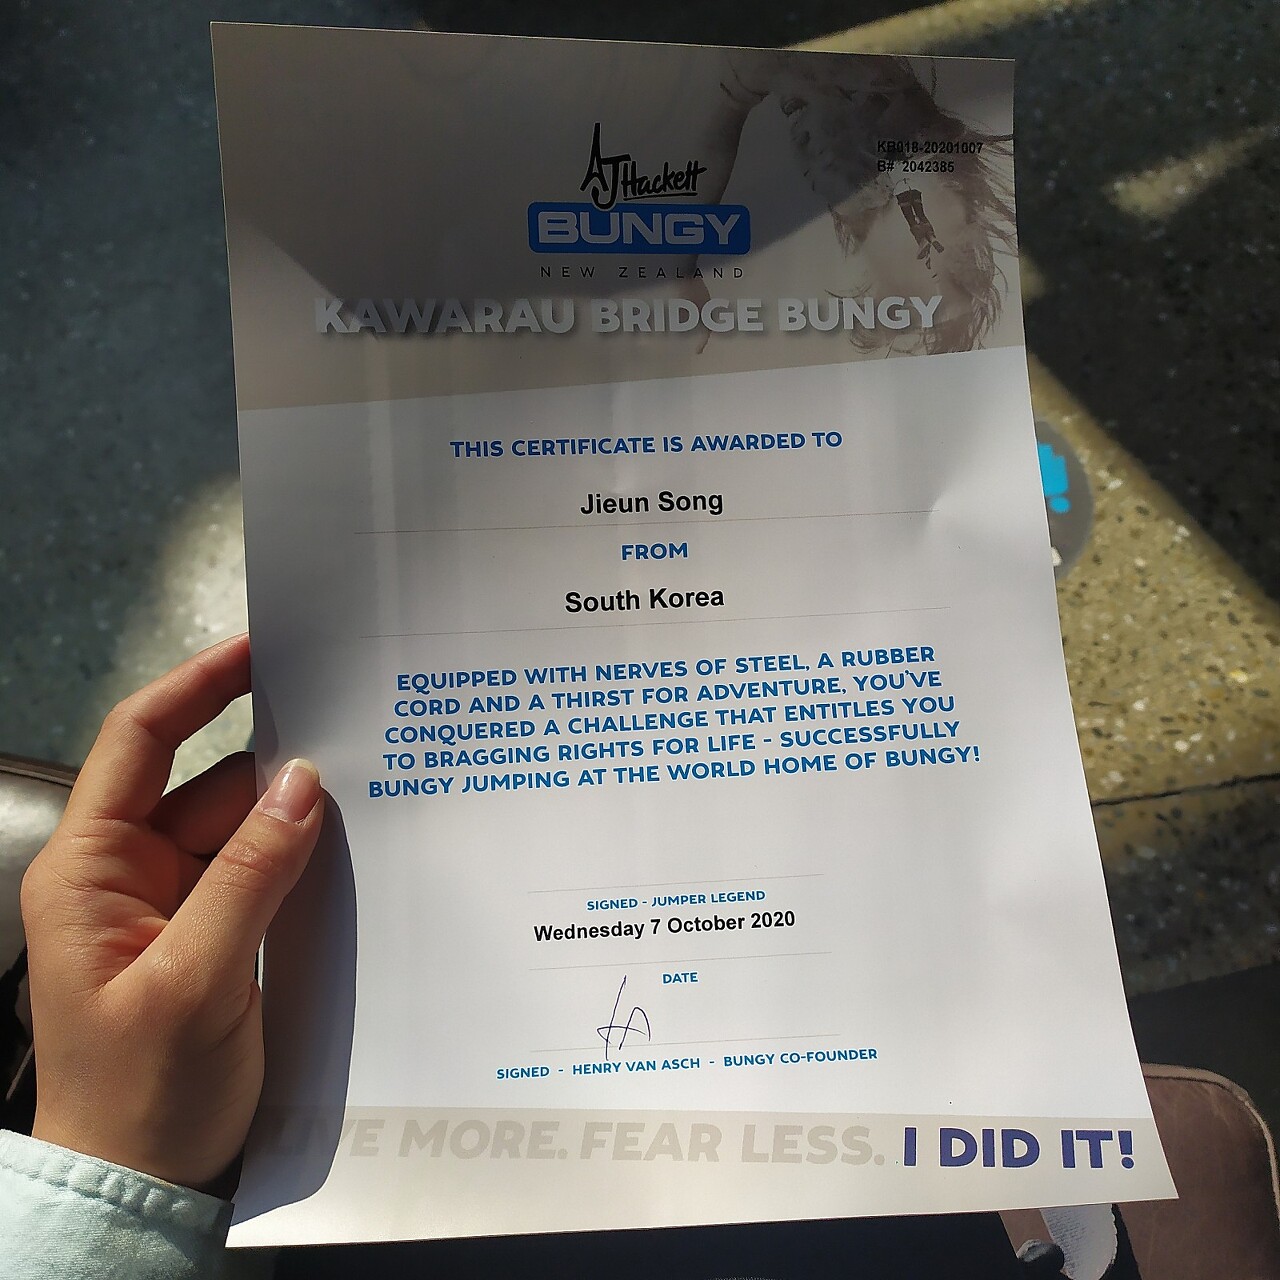 KB018-20201007
B# 2042385
AJ Hackett
BUNGY
NEW ZEALAND
KAWARAU BRIDGE BUNGY
THIS CERTIFICATE IS AWARDED TO
Jieun Song
FROM
South Korea
EQUIPPED WITH NERVES OF STEEL, A RUBBER
CORD AND A THIRST FOR ADVENTURE, YOU'VE
CONQUERED A CHALLENGE THAT ENTITLES YOU
TO BRAGGING RIGHTS FOR LIFE - SUCCESSFULLY
BUNGY JUMPING AT THE WORLD HOME OF BUNGY!
SIGNED - JUMPER LEGEND
Wednesday 7 October 2020
DATE
SIGNED - HENRY VAN ASCH - BUNGY CO-FOUNDER
LIVE MORE. FEAR LESS. I DID IT!